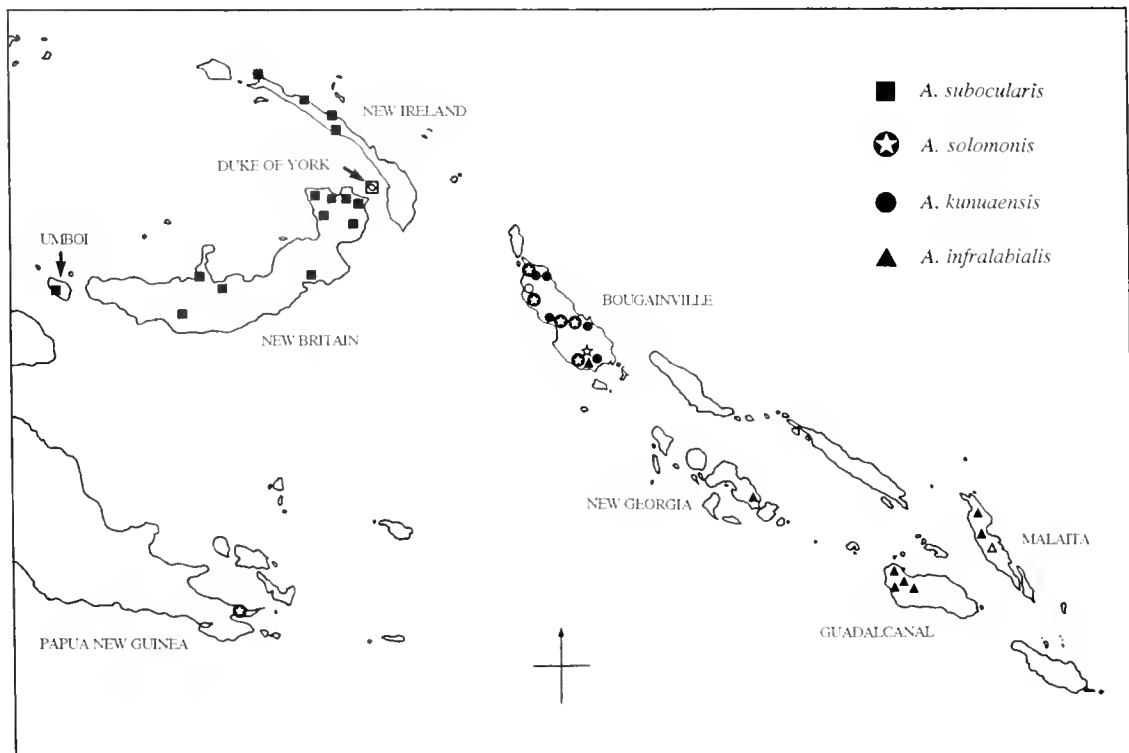 A. subocularis
NEW IRELAND
A. solomonis
DUKE OF YORK
A. kunuaensis
UMBOI
A. infralabialis
BOUGAINVILLE
NEW BRITAIN
NEW GEORGIA
MALAITA
GUADALCANAL
PAPUA NEW GUINEA